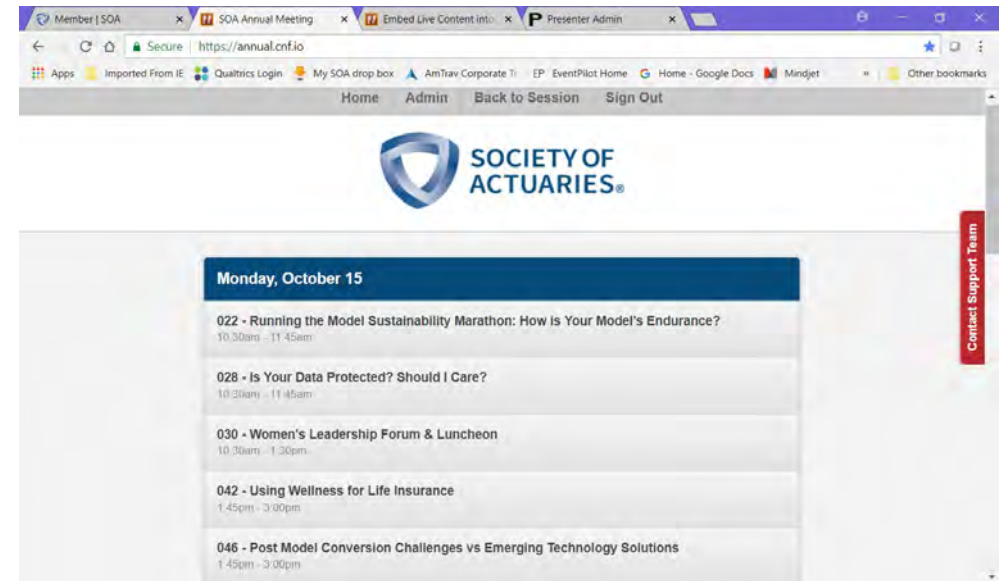 Member | SOA
SOA Annual Meeting
Embed Live Content into
Presenter Admin
Secure
https://annual.cnf.io
Apps
Imported From IE
Qualtrics Login
My SOA drop box
AmTrav Corporate
EP EventPilot Home
Home - Google Docs
Mindjet
»
Other bookmarks
Home Admin Back to Session Sign Out
SOCIETY OF
ACTUARIES®
Contact Support Team
Monday, October 15
022 - Running the Model Sustainability Marathon: How is Your Model's Endurance?
10:30am - 11:45am
028 - Is Your Data Protected? Should I Care?
10:30am - 11:45am
030 - Women's Leadership Forum & Luncheon
10:30am - 1:30pm
042 - Using Wellness for Life Insurance
1:45pm - 3:00pm
046 - Post Model Conversion Challenges vs Emerging Technology Solutions
1:45pm - 3:00pm